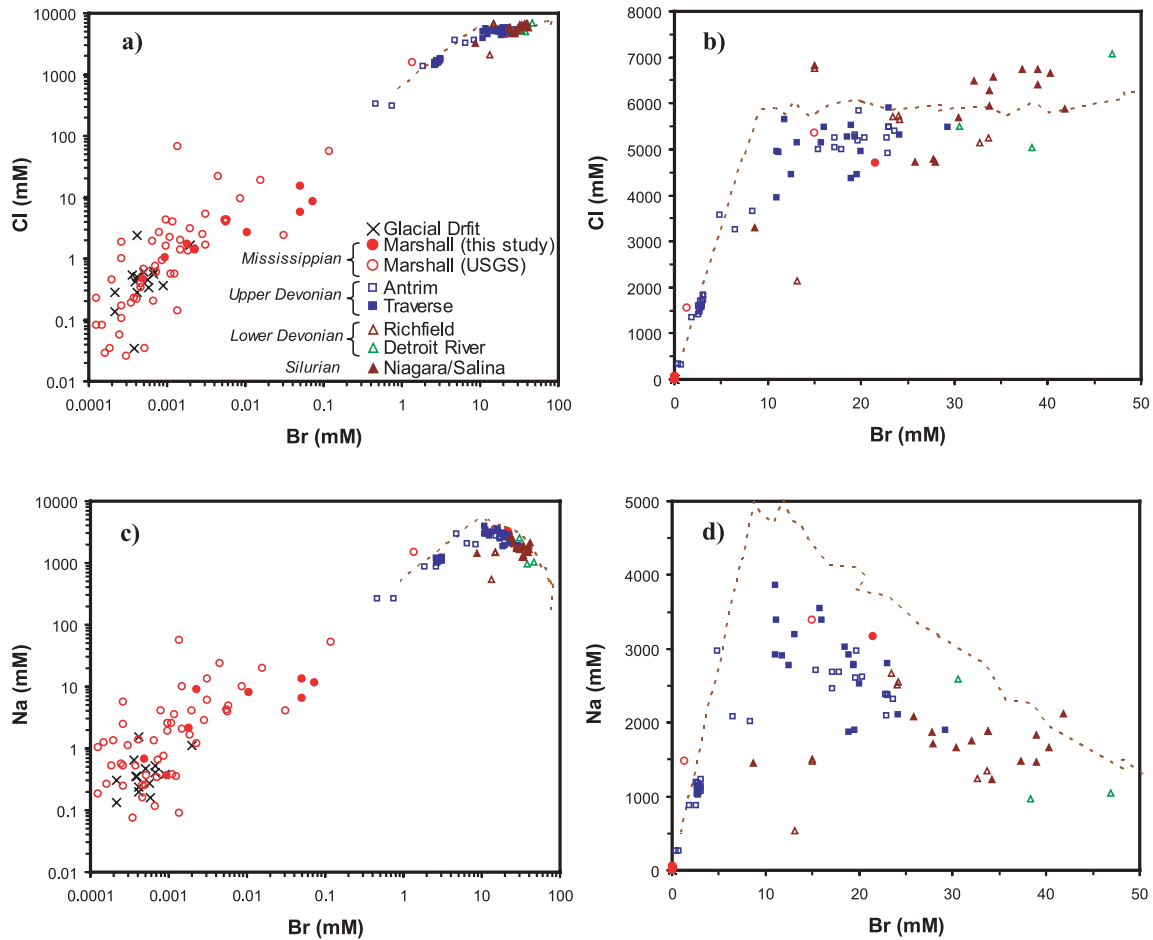 a)
10000
1000
100
10
1
0.1
0.01
Cl (mM)
0.0001
0.001
0.01
0.1
1
10
100
Br (mM)
Glacial Drfit
Mississippian
Marshall (this study)
Marshall (USGS)
Upper Devonian
Antrim
Traverse
Lower Devonian
Richfield
Detroit River
Silurian
Niagara/Salina
b)
8000
7000
6000
5000
4000
3000
2000
1000
0
Cl (mM)
0
10
20
30
40
50
Br (mM)
c)
10000
1000
100
10
1
0.1
0.01
Na (mM)
0.0001
0.001
0.01
0.1
1
10
100
Br (mM)
d)
5000
4000
3000
2000
1000
0
Na (mM)
0
10
20
30
40
50
Br (mM)